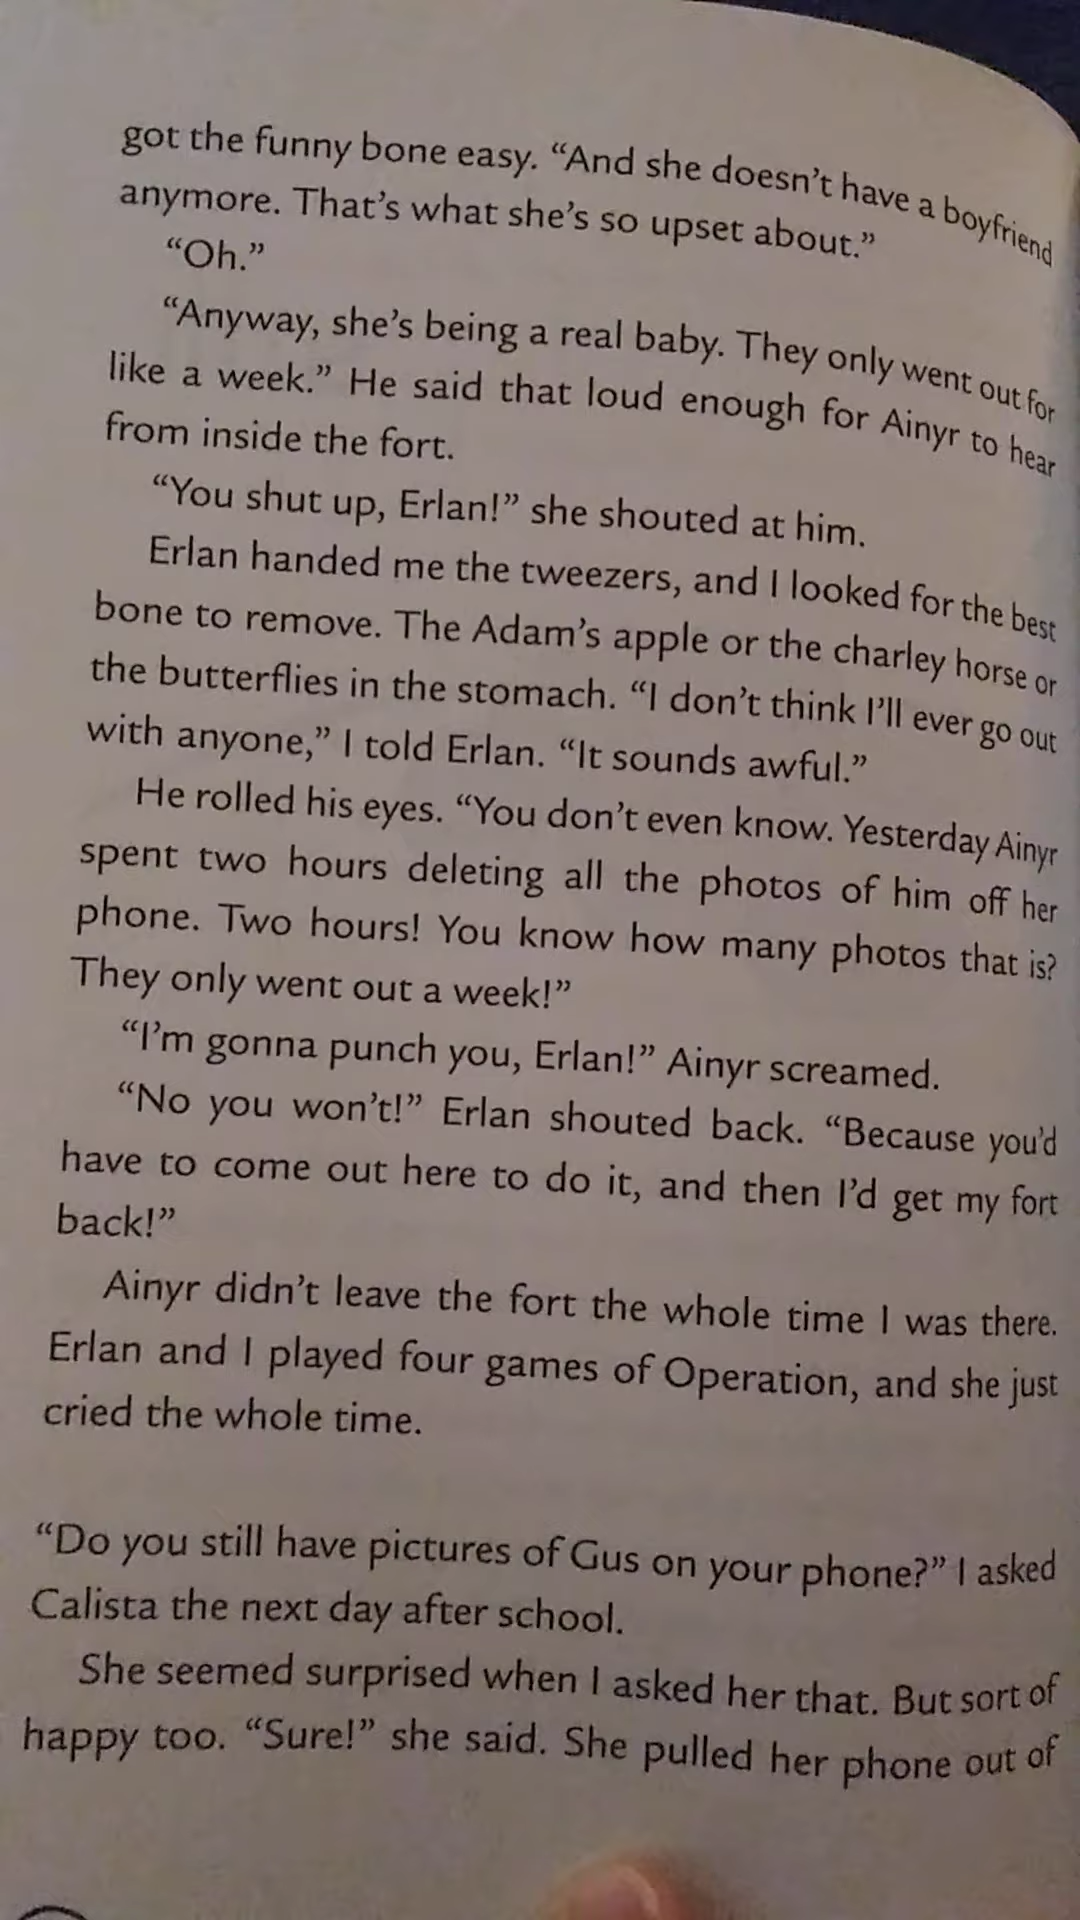 got the funny bone easy. “And she doesn’t have a boyfriend
anymore. That’s what she’s so upset about.”
“Oh.”
“Anyway, she’s being a real baby. They only went out for
like a week.” He said that loud enough for Ainyr to hear
from inside the fort.
“You shut up, Erlan!” she shouted at him.
Erlan handed me the tweezers, and I looked for the best
bone to remove. The Adam’s apple or the charley horse or
the butterflies in the stomach. “I don’t think I’ll ever go out
with anyone,” I told Erlan. “It sounds awful.”
He rolled his eyes. “You don’t even know. Yesterday Ainyr
spent two hours deleting all the photos of him off her
phone. Two hours! You know how many photos that is?
They only went out a week!”
“I’m gonna punch you, Erlan!” Ainyr screamed.
“No you won’t!” Erlan shouted back. “Because you’d
have to come out here to do it, and then I’d get my fort
back!”
Ainyr didn’t leave the fort the whole time I was there.
Erlan and I played four games of Operation, and she just
cried the whole time.
“Do you still have pictures of Gus on your phone?” I asked
Calista the next day after school.
She seemed surprised when I asked her that. But sort of
happy too. “Sure!” she said. She pulled her phone out of